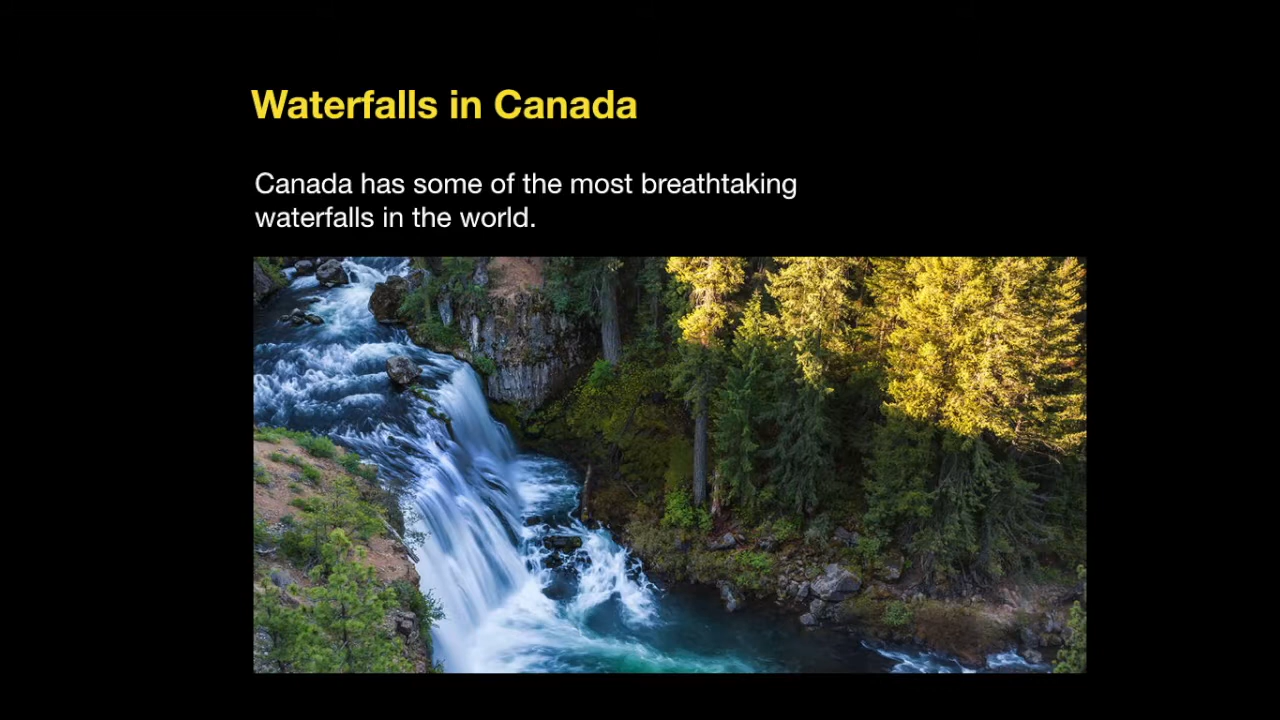 Waterfalls in Canada
Canada has some of the most breathtaking
waterfalls in the world.